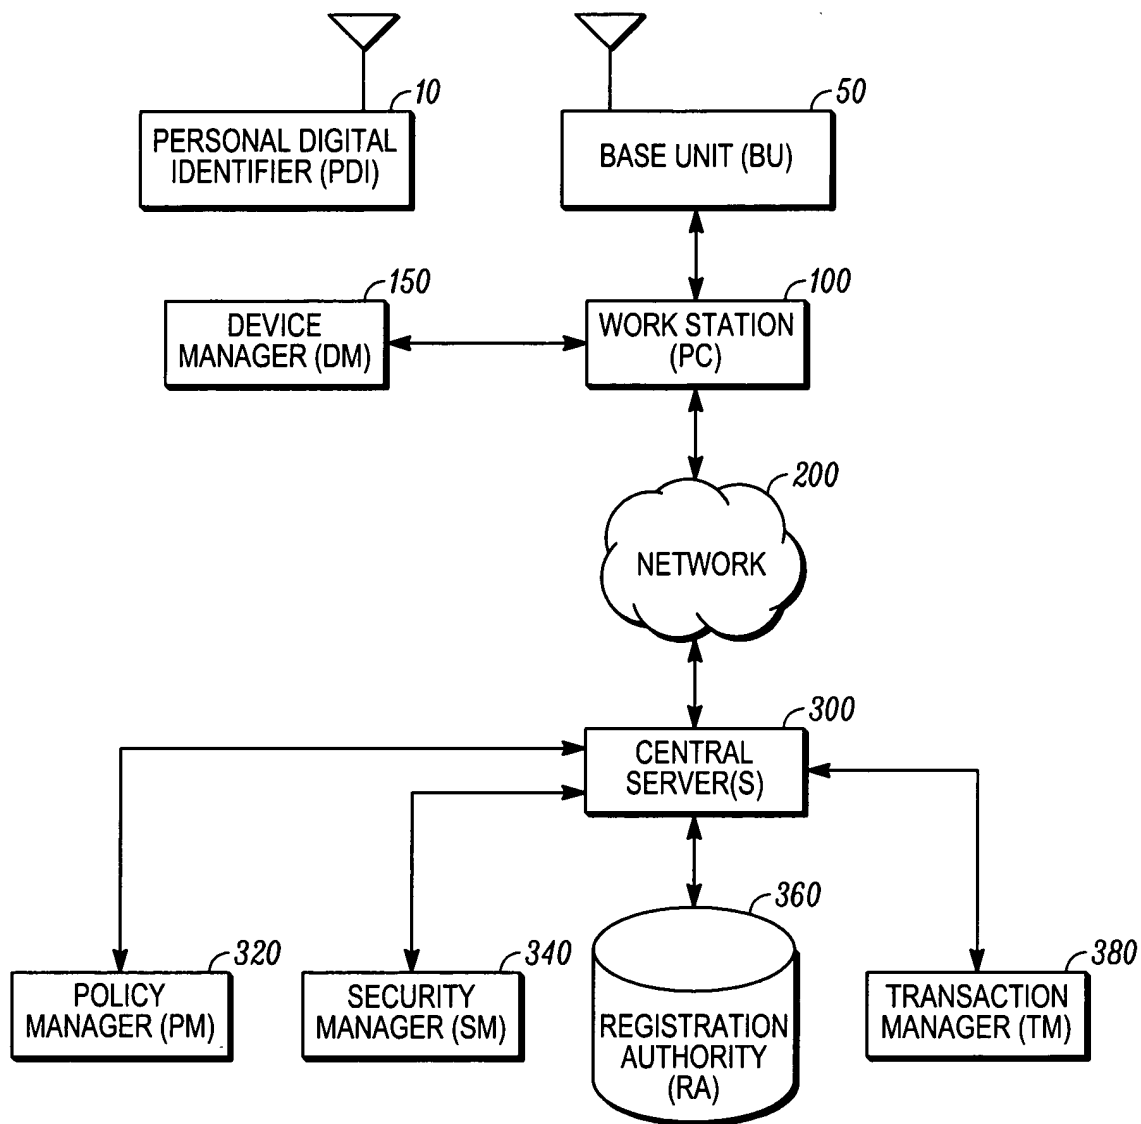 10
PERSONAL DIGITAL
IDENTIFIER (PDI)
50
BASE UNIT (BU)
150
DEVICE
MANAGER (DM)
100
WORK STATION
(PC)
200
NETWORK
300
CENTRAL
SERVER(S)
320
POLICY
MANAGER (PM)
340
SECURITY
MANAGER (SM)
360
REGISTRATION
AUTHORITY
(RA)
380
TRANSACTION
MANAGER (TM)